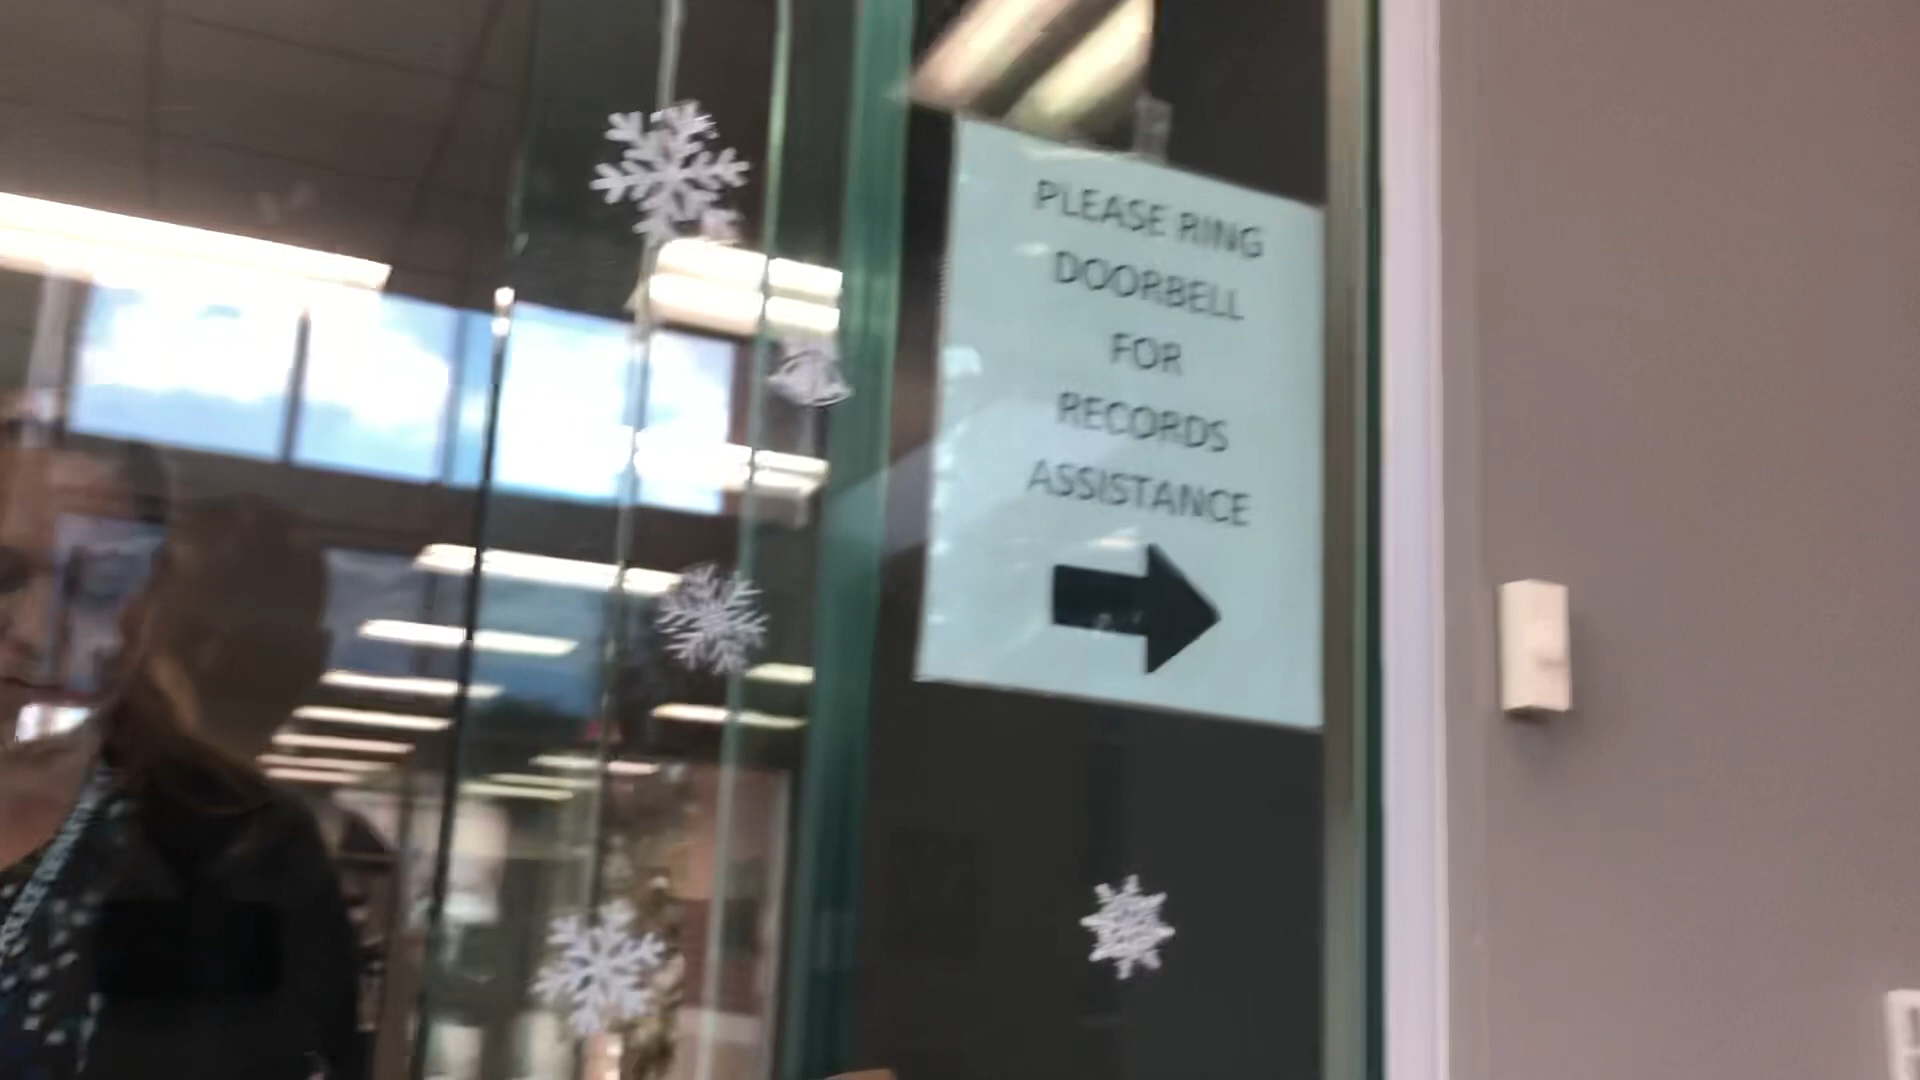 PLEASE RING
DOORBELL
FOR
RECORDS
ASSISTANCE